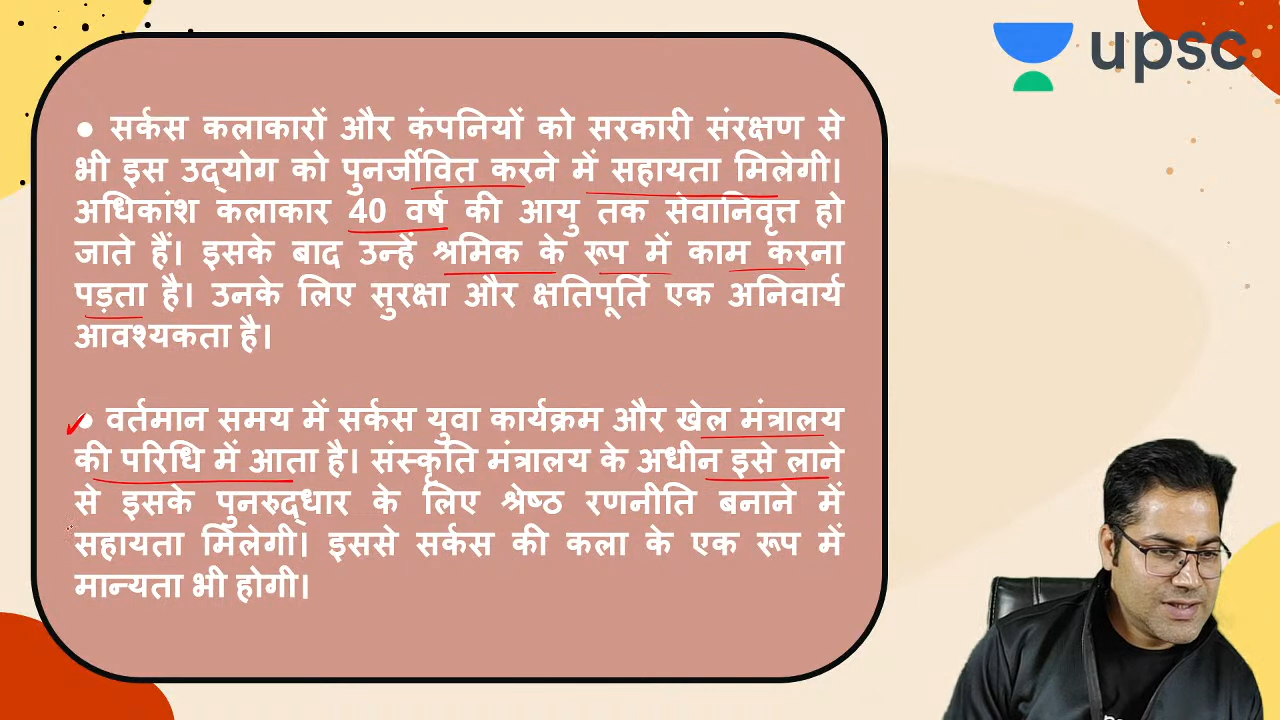 upsc
● सर्कस कलाकारों और कंपनियों को सरकारी संरक्षण से
भी इस उद्योग को पुनर्जीवित करने में सहायता मिलेगी।
अधिकांश कलाकार 40 वर्ष की आयु तक सेवानिवृत्त हो
जाते हैं। इसके बाद उन्हें श्रमिक के रूप में काम करना
पड़ता है। उनके लिए सुरक्षा और क्षतिपूर्ति एक अनिवार्य
आवश्यकता है।
● वर्तमान समय में सर्कस युवा कार्यक्रम और खेल मंत्रालय
की परिधि में आता है। संस्कृति मंत्रालय के अधीन इसे लाने
से इसके पुनरुद्धार के लिए श्रेष्ठ रणनीति बनाने में
सहायता मिलेगी। इससे सर्कस की कला के एक रूप में
मान्यता भी होगी।